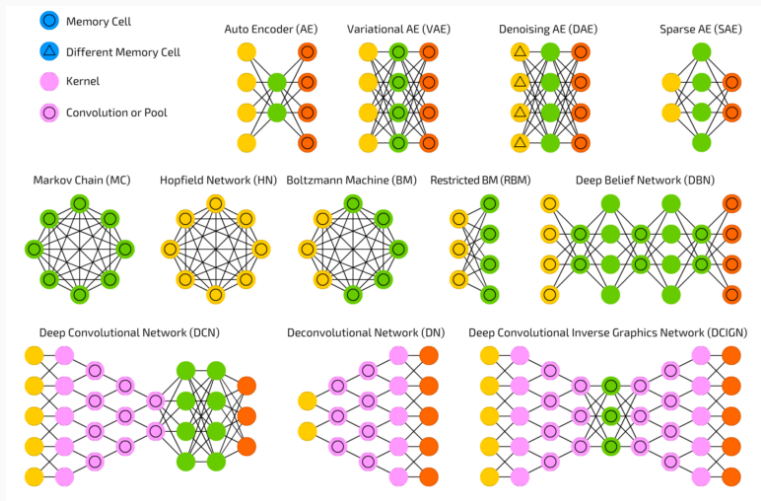 Memory Cell
Different Memory Cell
Kernel
Convolution or Pool
Auto Encoder (AE)
Variational AE (VAE)
Denoising AE (DAE)
Sparse AE (SAE)
Markov Chain (MC)
Hopfield Network (HN)
Boltzmann Machine (BM)
Restricted BM (RBM)
Deep Belief Network (DBN)
Deep Convolutional Network (DCN)
Deconvolutional Network (DN)
Deep Convolutional Inverse Graphics Network (DCIGN)